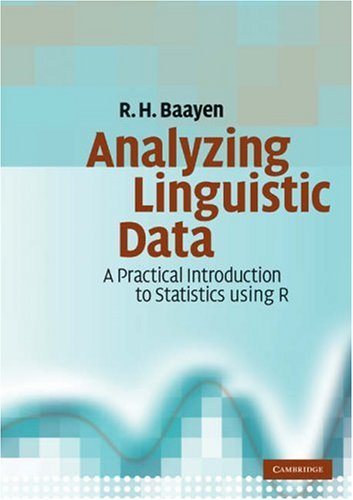 R. H. Baayen
Analyzing
Linguistic
Data
A Practical Introduction
to Statistics using R
CAMBRIDGE